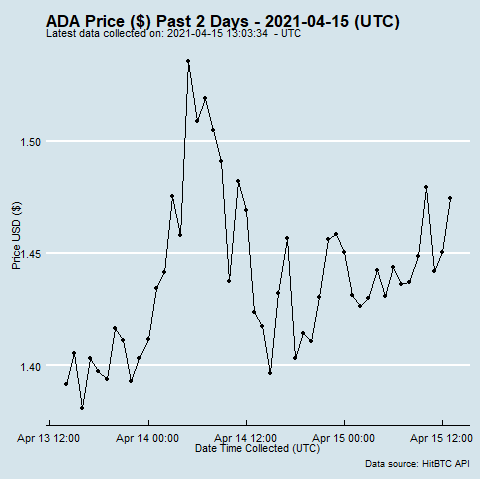 ADA Price ($) Past 2 Days - 2021-04-15 (UTC)
Latest data collected on: 2021-04-15 13:03:34 - UTC
1.50
1.45
1.40
Price USD ($)
Apr 13 12:00 Apr 14 00:00 Apr 14 12:00 Apr 15 00:00 Apr 15 12:00
Date Time Collected (UTC)
Data source: HitBTC API